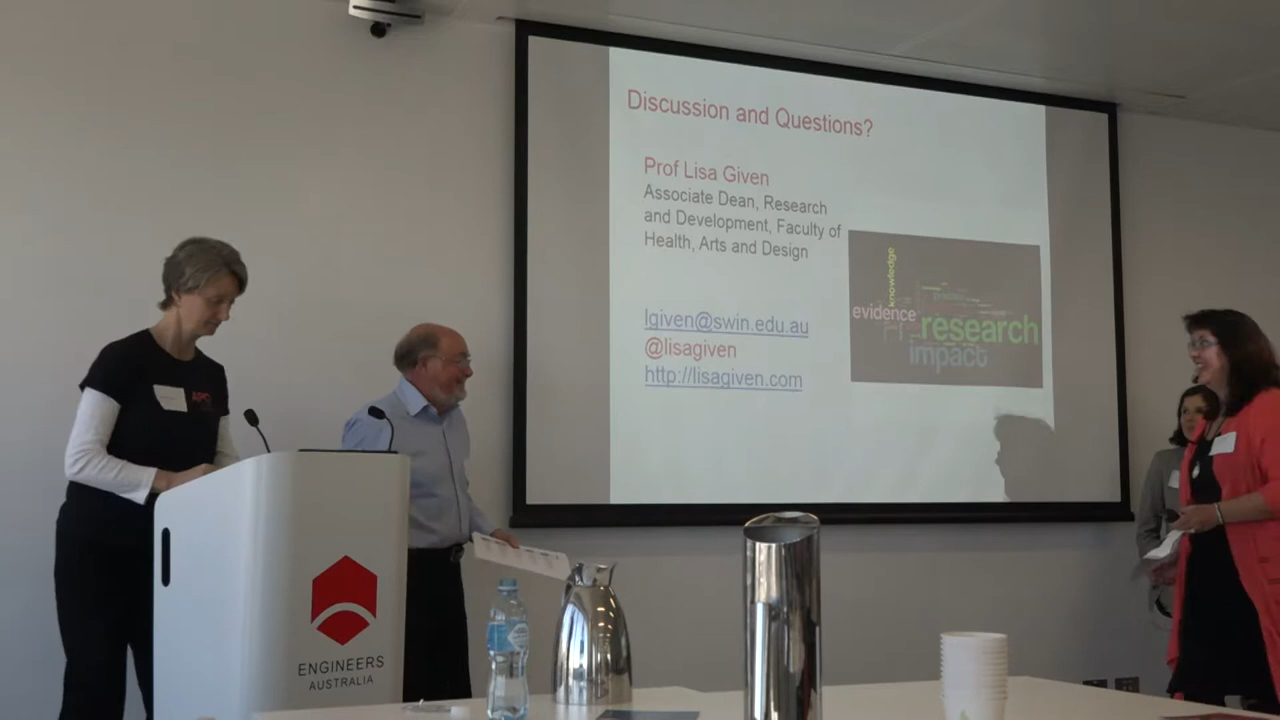 Discussion and Questions?
Prof Lisa Given
Associate Dean, Research
and Development, Faculty of
Health, Arts and Design
lgiven@swin.edu.au
@lisagiven
http://lisagiven.com
knowledge
evidence
research
impact
ENGINEERS
AUSTRALIA